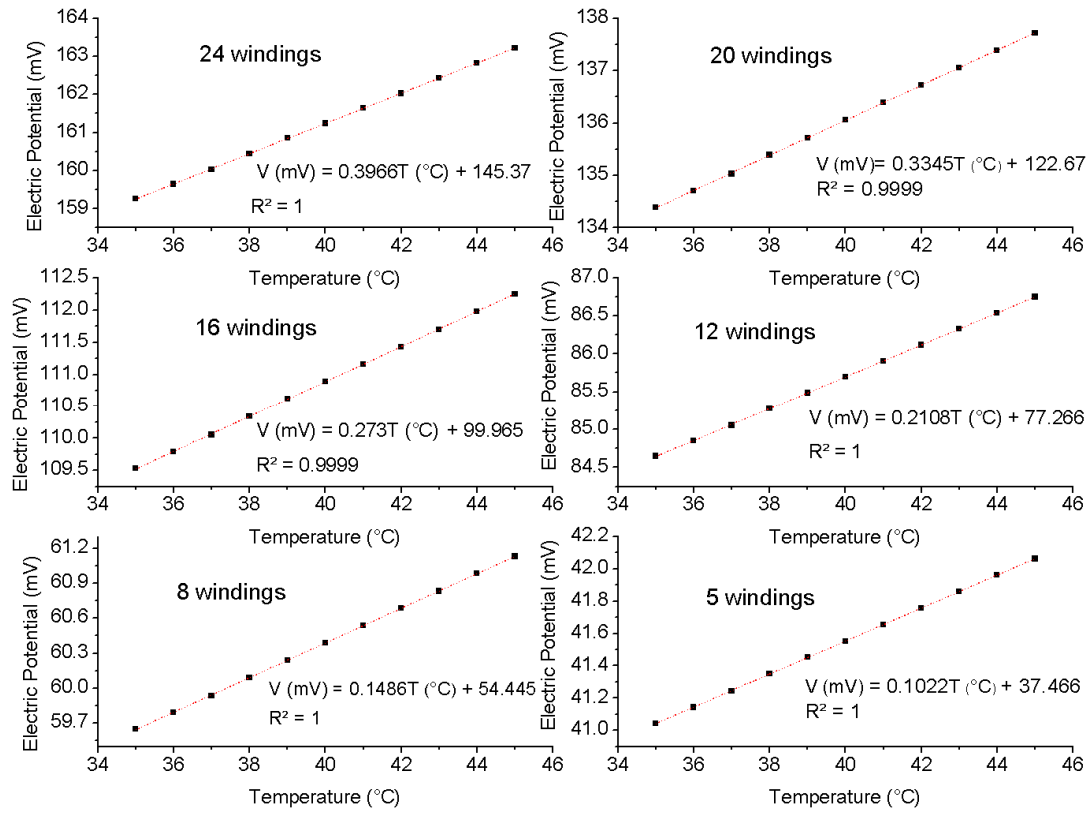 Electric Potential (mV)
164
163
162
161
160
159
24 windings
V (mV) = 0.3966T (°C) + 145.37
R² = 1
34 36 38 40 42 44 46
Temperature (°C)
Electric Potential (mV)
138
137
136
135
134
20 windings
V (mV)= 0.3345T (°C) + 122.67
R² = 0.9999
34 36 38 40 42 44 46
Temperature (°C)
Electric Potential (mV)
112.5
112.0
111.5
111.0
110.5
110.0
109.5
16 windings
V (mV) = 0.273T (°C) + 99.965
R² = 0.9999
34 36 38 40 42 44 46
Temperature (°C)
Electric Potential (mV)
87.0
86.5
86.0
85.5
85.0
84.5
12 windings
V (mV) = 0.2108T (°C) + 77.266
R² = 1
34 36 38 40 42 44 46
Temperature (°C)
Electric Potential (mV)
61.2
60.9
60.6
60.3
60.0
59.7
8 windings
V (mV) = 0.1486T (°C) + 54.445
R² = 1
34 36 38 40 42 44 46
Temperature (°C)
Electric Potential (mV)
42.2
42.0
41.8
41.6
41.4
41.2
41.0
5 windings
V (mV) = 0.1022T (°C) + 37.466
R² = 1
34 36 38 40 42 44 46
Temperature (°C)